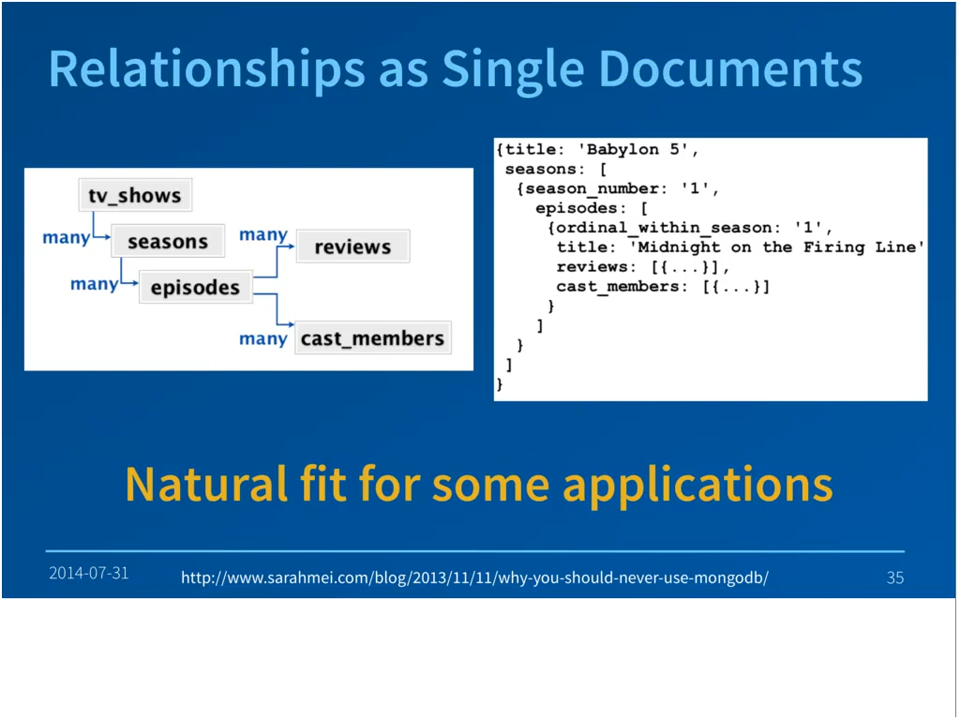 Relationships as Single Documents
tv_shows
many
seasons
many
episodes
many
reviews
many
cast_members
{title: 'Babylon 5',
seasons: [
{season_number: '1',
episodes: [
{ordinal_within_season: '1',
title: 'Midnight on the Firing Line'
reviews: [{...}],
cast_members: [{...}]
}
]
}
]
}
Natural fit for some applications
2014-07-31
http://www.sarahmei.com/blog/2013/11/11/why-you-should-never-use-mongodb/
35